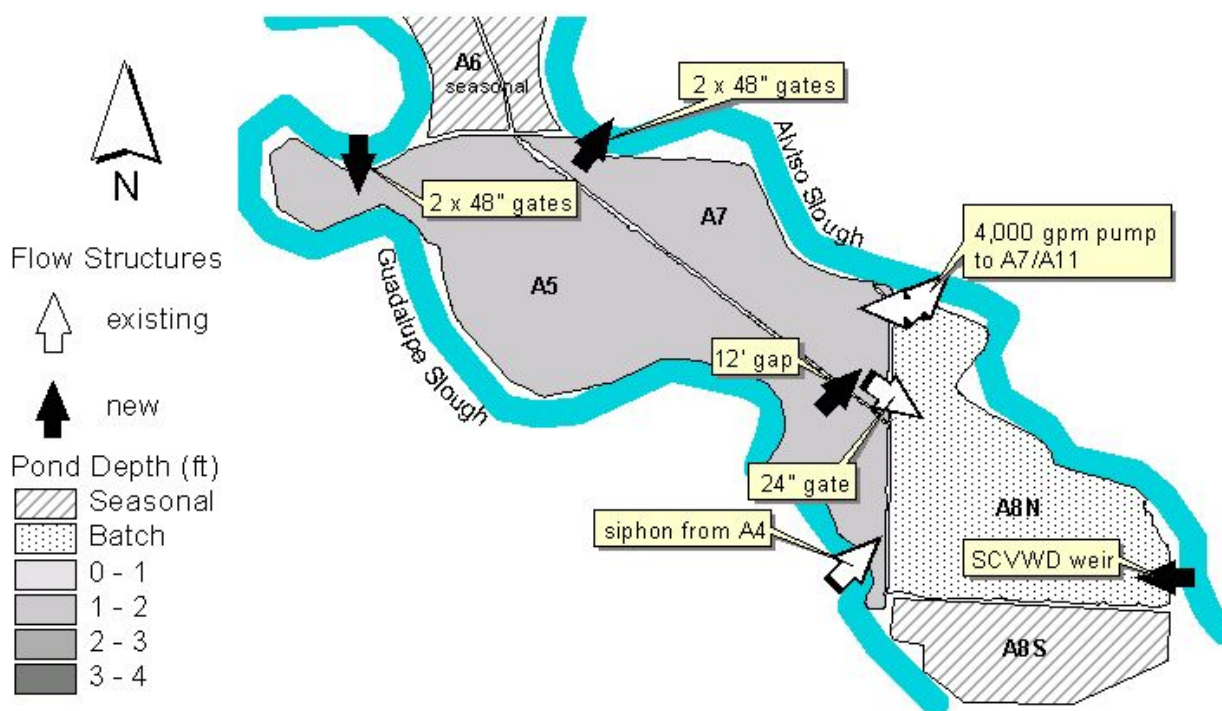 A6
seasonal
2 x 48" gates
Alviso Slough
N
2 x 48" gates
A7
4,000 gpm pump
to A7/A11
Flow Structures
existing
new
A5
Guadalupe Slough
12' gap
24" gate
A8N
siphon from A4
SCVWD weir
A8S
Pond Depth (ft)
Seasonal
Batch
0 - 1
1 - 2
2 - 3
3 - 4